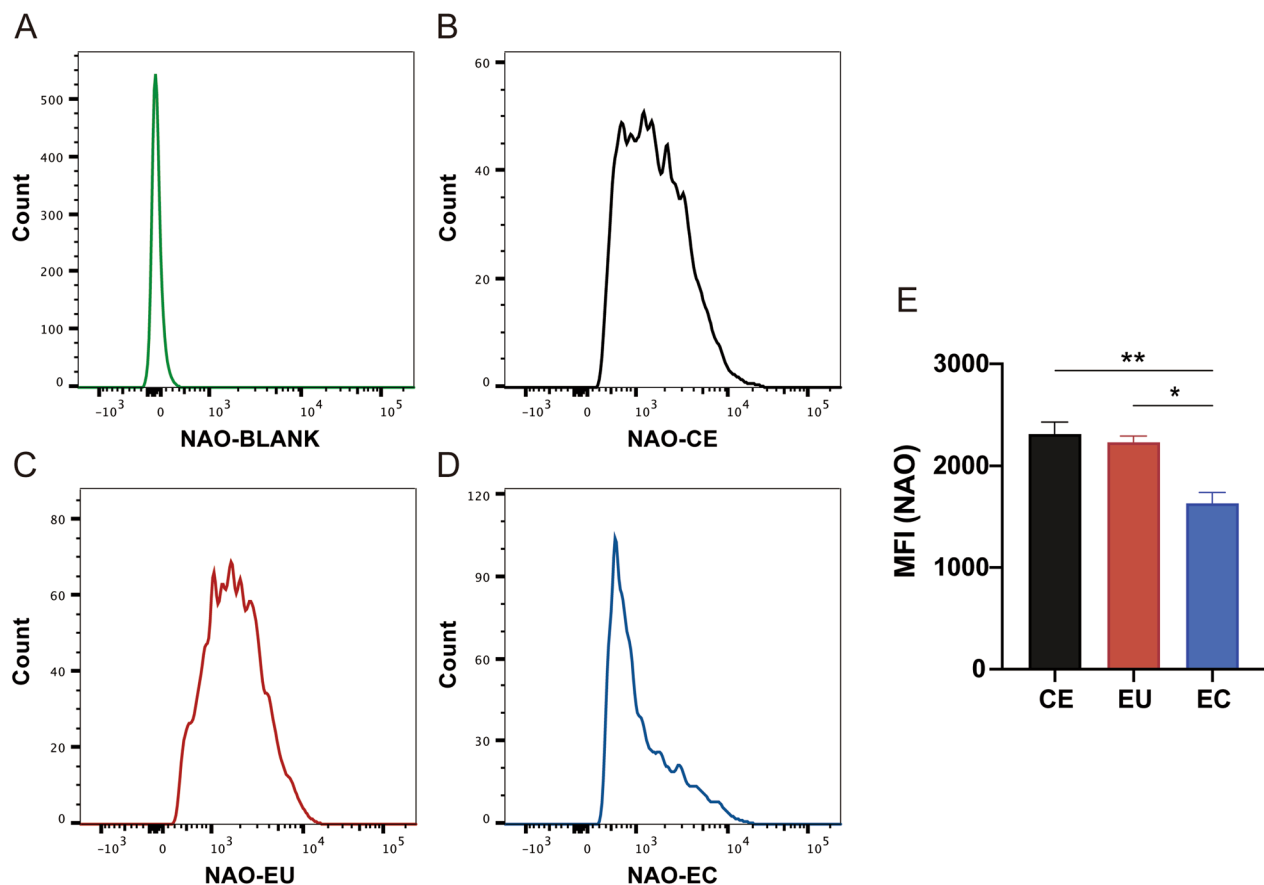 A
Count
500
400
300
200
100
0
-10³ 0 10³ 10⁴ 10⁵
NAO-BLANK
B
Count
60
40
20
0
-10³ 0 10³ 10⁴ 10⁵
NAO-CE
C
Count
80
60
40
20
0
-10³ 0 10³ 10⁴ 10⁵
NAO-EU
D
Count
120
90
60
30
0
-10³ 0 10³ 10⁴ 10⁵
NAO-EC
E
MFI (NAO)
3000
2000
1000
0
**
*
CE EU EC